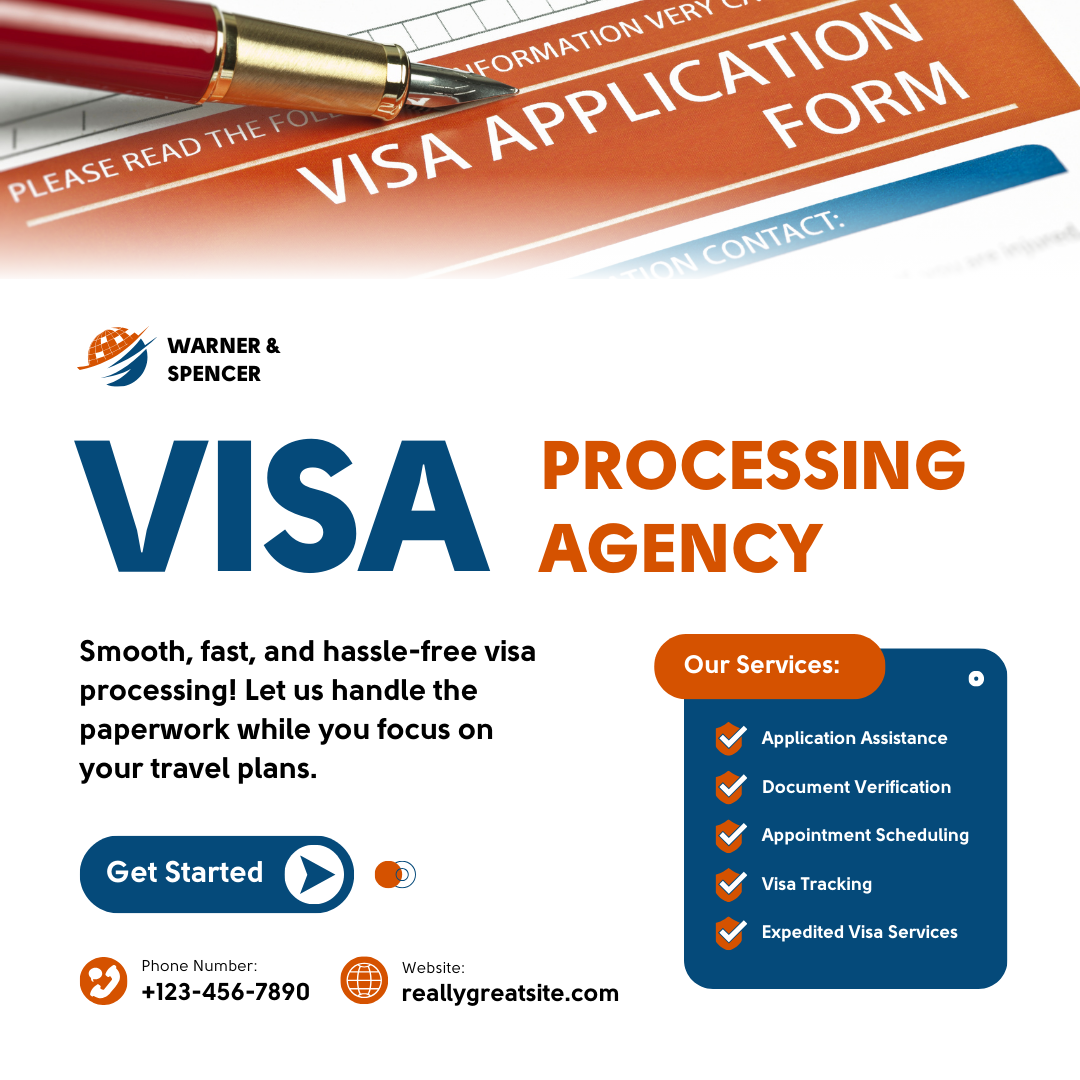 PLEASE READ THE INFORMATION VERY
VISA APPLICATION
FORM
CONTACT:
WARNER &
SPENCER
VISA
PROCESSING
AGENCY
Smooth, fast, and hassle-free visa
processing! Let us handle the
paperwork while you focus on
your travel plans.
Get Started
Phone Number:
+123-456-7890
Website:
reallygreatsite.com
Our Services:
Application Assistance
Document Verification
Appointment Scheduling
Visa Tracking
Expedited Visa Services